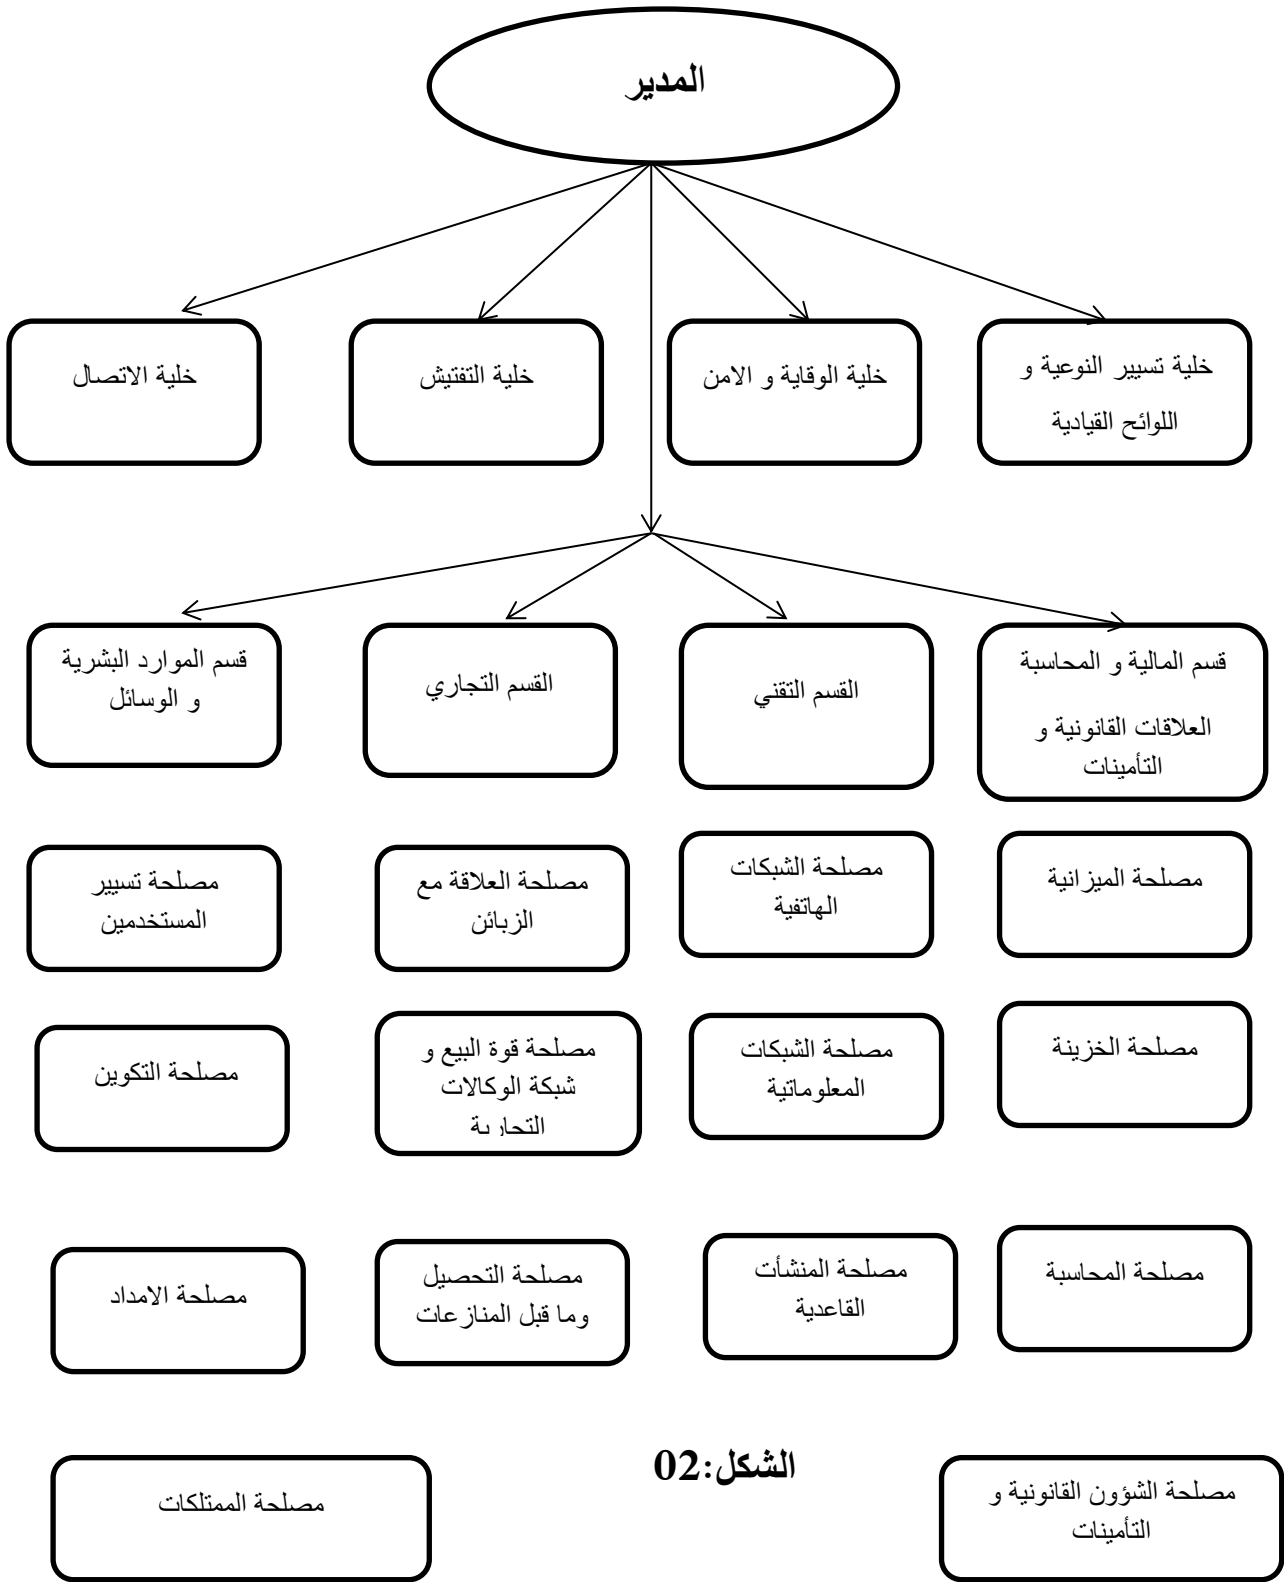 المدير
خلية تسيير النوعية و
اللوائح القيادية
خلية الوقاية و الامن
خلية التفتيش
خلية الاتصال
قسم المالية و المحاسبة
العلاقات القانونية و
التأمينات
القسم التقني
القسم التجاري
قسم الموارد البشرية
و الوسائل
مصلحة الميزانية
مصلحة الشبكات
الهاتفية
مصلحة العلاقة مع
الزبائن
مصلحة تسيير
المستخدمين
مصلحة الخزينة
مصلحة الشبكات
المعلوماتية
مصلحة قوة البيع و
شبكة الوكالات
التجارية
مصلحة التكوين
مصلحة المحاسبة
مصلحة المنشأت
القاعدية
مصلحة التحصيل
وما قبل المنازعات
مصلحة الامداد
مصلحة الشؤون القانونية و
التأمينات
الشكل:02
مصلحة الممتلكات